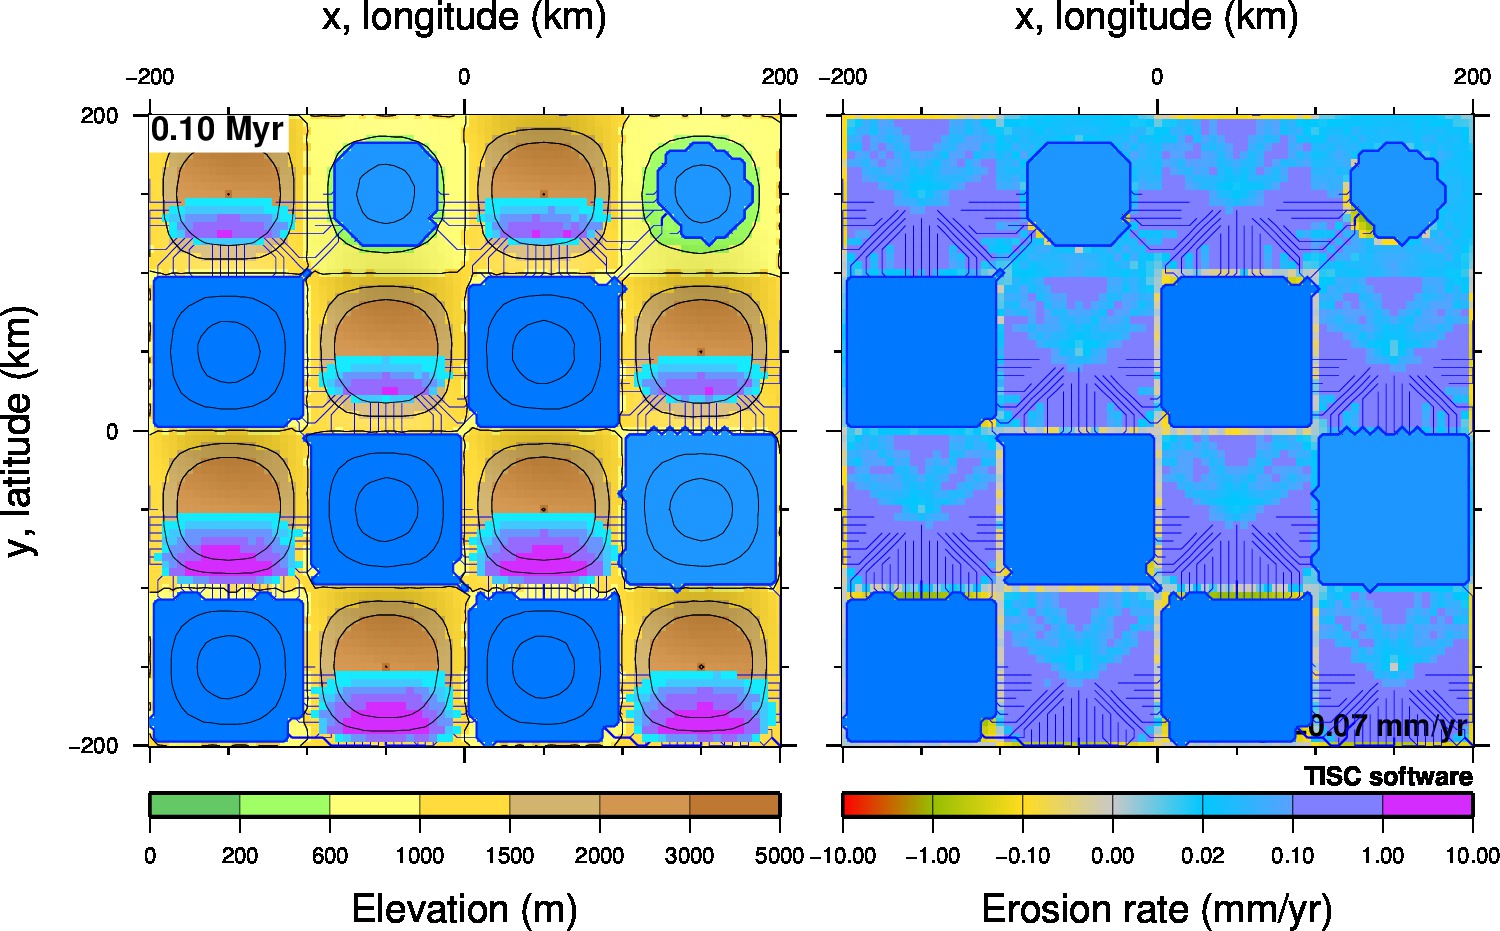 x, longitude (km)
x, longitude (km)
−200 0 200
−200 0 200
0.10 Myr
y, latitude (km)
200
0
−200
-0.07 mm/yr
TISC software
0 200 600 1000 1500 2000 3000 5000
−10.00 −1.00 −0.10 0.00 0.02 0.10 1.00 10.00
Elevation (m)
Erosion rate (mm/yr)